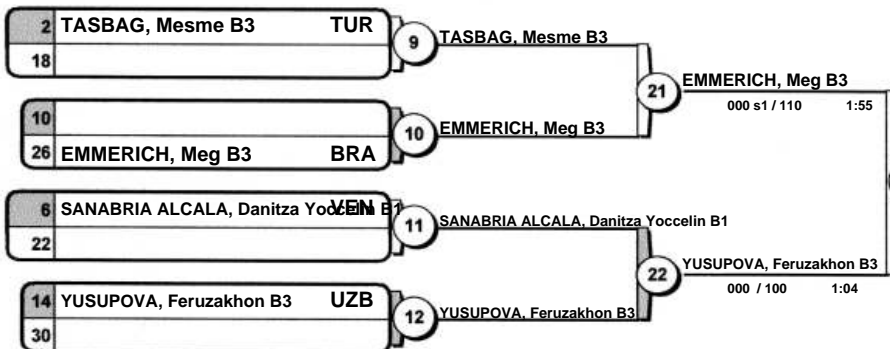 2 TASBAG, Mesme B3 TUR
18
9 TASBAG, Mesme B3
10
26 EMMERICH, Meg B3 BRA
10 EMMERICH, Meg B3
21 EMMERICH, Meg B3
000 s1 / 110 1:55
6 SANABRIA ALCALA, Danitza Yoccelin B1 VEN
22
11 SANABRIA ALCALA, Danitza Yoccelin B1
14 YUSUPOVA, Feruzakhon B3 UZB
30
12 YUSUPOVA, Feruzakhon B3
22 YUSUPOVA, Feruzakhon B3
000 / 100 1:04